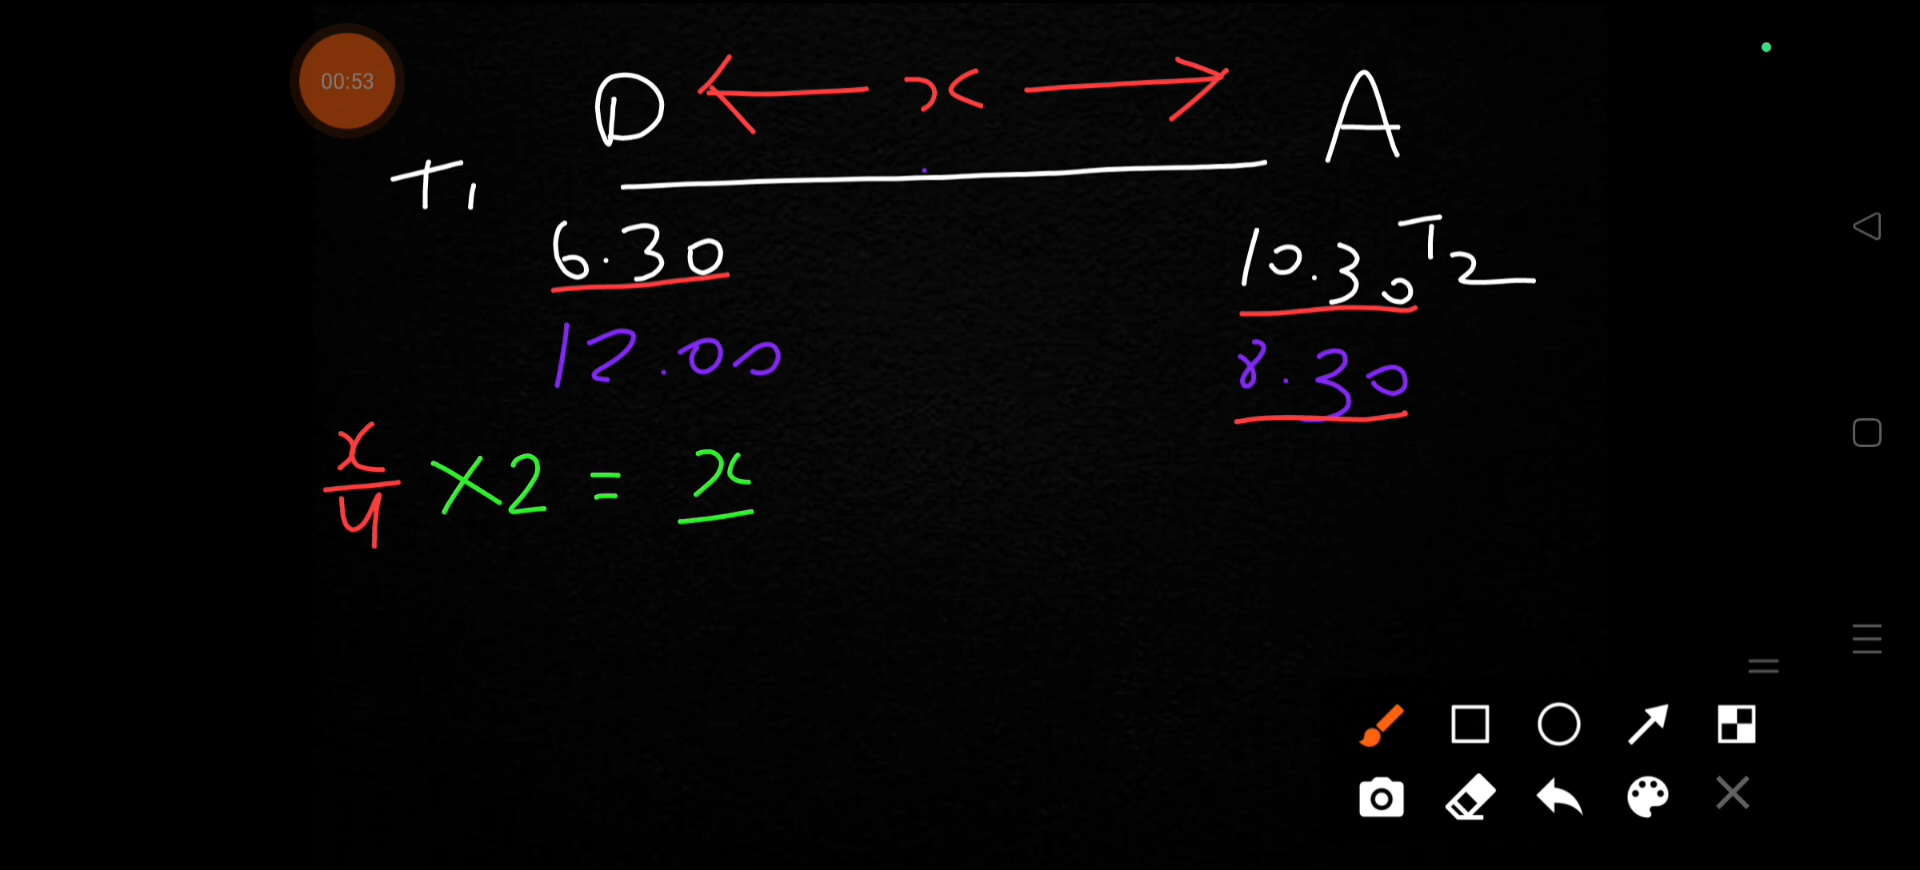 00:53
D ← x → A
T1
6.30 10.30 T2
12.00 8.30
x/4 × 2 = x